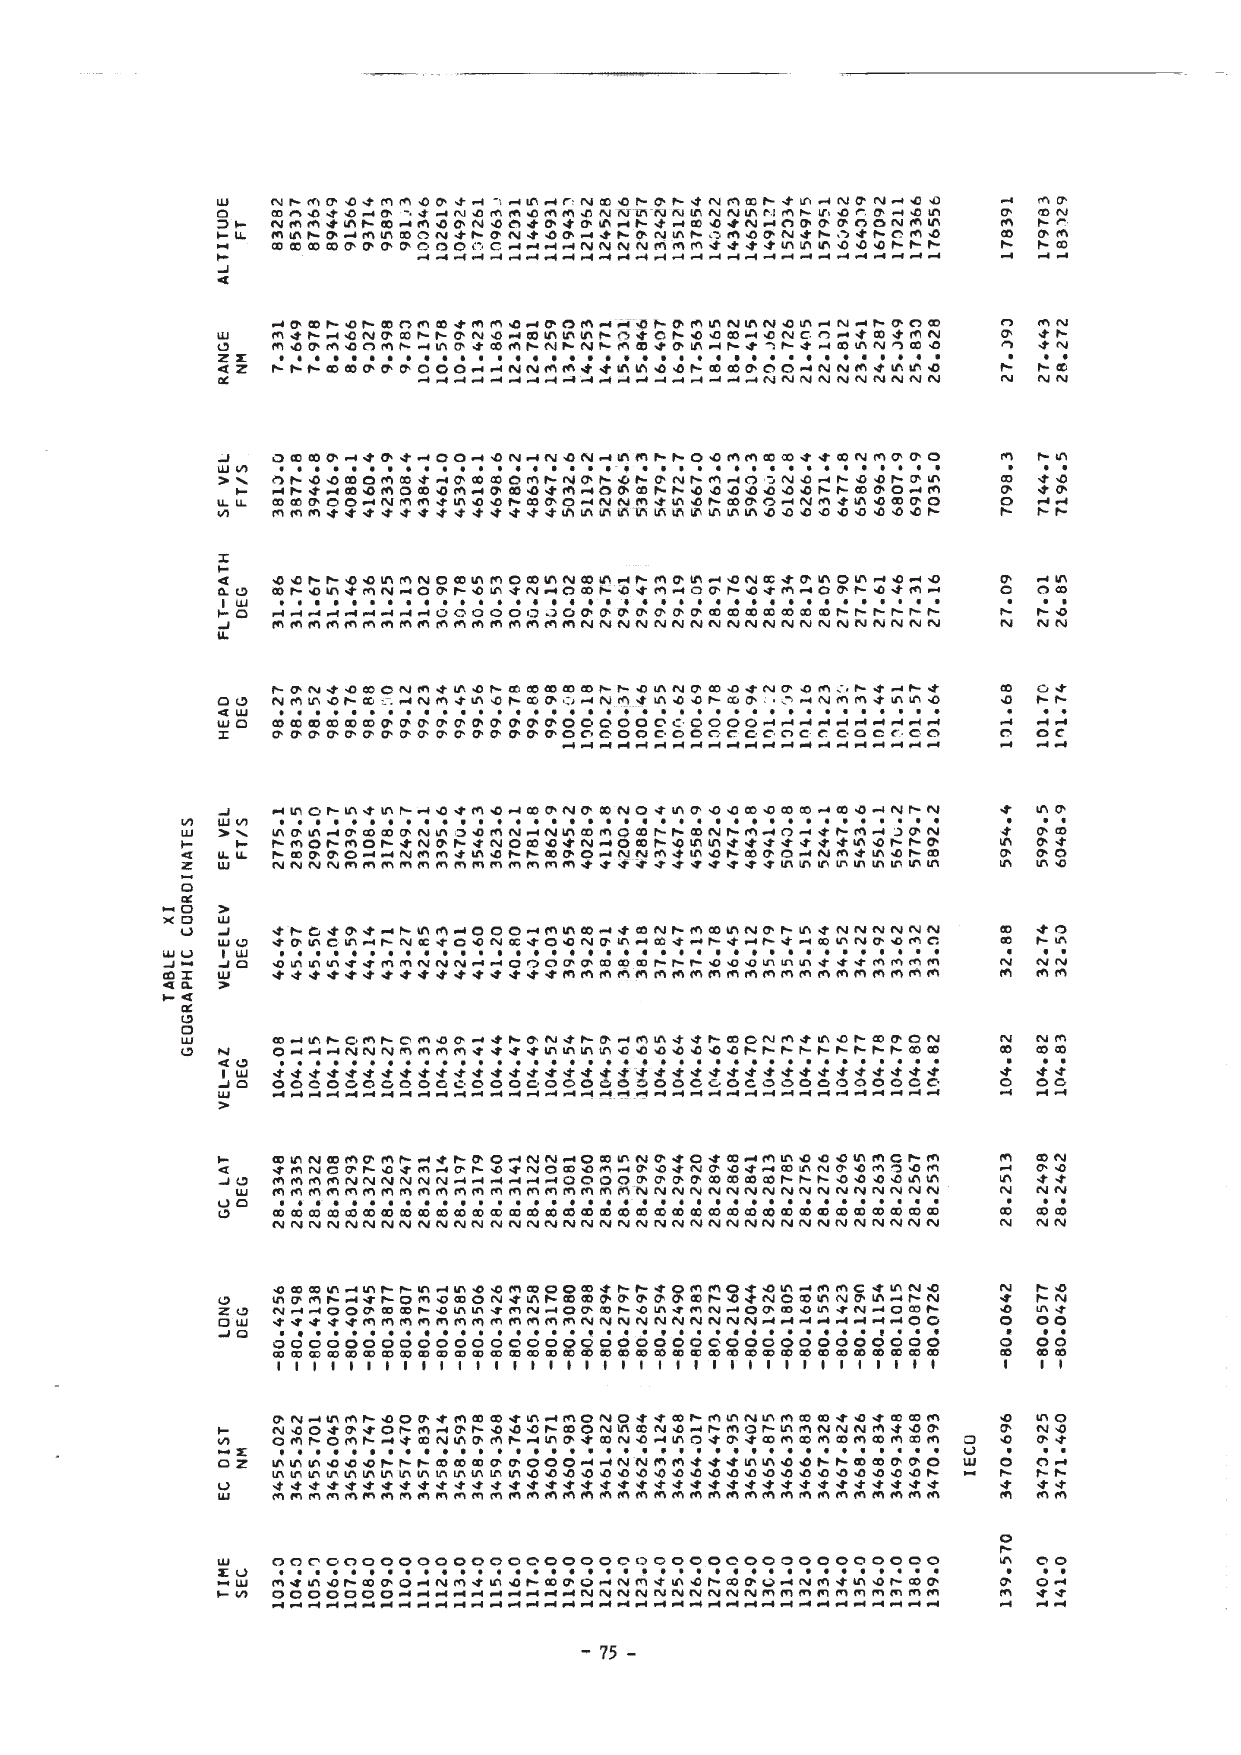 TABLE XI
GEOGRAPHIC COORDINATES
TIME EC DIST LONG GC LAT VEL-AZ VEL-ELEV EF VEL HEAD FLT-PATH SF VEL RANGE ALTITUDE
SEC NM DEG DEG DEG DEG FT/S DEG DEG FT/S NM FT
103.0 3455.029 -80.4256 28.3348 104.08 46.44 2775.1 98.27 31.86 3810.0 7.331 83282
104.0 3455.362 -80.4198 28.3335 104.11 45.97 2839.5 98.39 31.76 3877.8 7.649 85307
105.0 3455.701 -80.4138 28.3322 104.15 45.50 2905.0 98.52 31.67 3946.8 7.978 87363
106.0 3456.045 -80.4075 28.3308 104.17 45.04 2971.7 98.64 31.57 4016.9 8.317 89449
107.0 3456.393 -80.4011 28.3293 104.20 44.59 3039.5 98.76 31.46 4088.1 8.666 91566
108.0 3456.747 -80.3945 28.3279 104.23 44.14 3108.4 98.88 31.36 4160.4 9.027 93714
109.0 3457.106 -80.3877 28.3263 104.27 43.71 3178.5 99.00 31.25 4233.9 9.398 95893
110.0 3457.470 -80.3807 28.3247 104.30 43.27 3249.7 99.12 31.13 4308.4 9.780 98103
111.0 3457.839 -80.3735 28.3231 104.33 42.85 3322.1 99.23 31.02 4384.1 10.173 100346
112.0 3458.214 -80.3661 28.3214 104.36 42.43 3395.6 99.34 30.90 4461.0 10.578 102619
113.0 3458.593 -80.3585 28.3197 104.39 42.01 3470.4 99.45 30.78 4539.0 10.994 104924
114.0 3458.978 -80.3506 28.3179 104.41 41.60 3546.3 99.56 30.65 4618.1 11.423 107261
115.0 3459.368 -80.3426 28.3160 104.44 41.20 3623.6 99.67 30.53 4698.6 11.863 109630
116.0 3459.764 -80.3343 28.3141 104.47 40.80 3702.1 99.78 30.40 4780.2 12.316 112031
117.0 3460.165 -80.3258 28.3122 104.49 40.41 3781.8 99.88 30.28 4863.1 12.781 114465
118.0 3460.571 -80.3170 28.3102 104.52 40.03 3862.9 99.98 30.15 4947.2 13.259 116931
119.0 3460.983 -80.3080 28.3081 104.54 39.65 3945.2 100.08 30.02 5032.6 13.750 119430
120.0 3461.400 -80.2988 28.3060 104.57 39.28 4028.9 100.18 29.88 5119.2 14.253 121962
121.0 3461.822 -80.2894 28.3038 104.59 38.91 4113.8 100.27 29.75 5207.1 14.771 124528
122.0 3462.250 -80.2797 28.3015 104.61 38.54 4200.2 100.37 29.61 5296.5 15.301 127126
123.0 3462.684 -80.2697 28.2992 104.63 38.18 4288.0 100.46 29.47 5387.3 15.846 129757
124.0 3463.124 -80.2594 28.2969 104.65 37.82 4377.4 100.55 29.33 5479.7 16.407 132429
125.0 3463.568 -80.2490 28.2944 104.64 37.47 4467.5 100.62 29.19 5572.7 16.979 135127
126.0 3464.017 -80.2383 28.2920 104.64 37.13 4558.9 100.69 29.05 5667.0 17.563 137854
127.0 3464.473 -80.2273 28.2894 104.67 36.78 4652.6 100.78 28.91 5763.6 18.165 140622
128.0 3464.935 -80.2160 28.2868 104.68 36.45 4747.6 100.86 28.76 5861.3 18.782 143423
129.0 3465.402 -80.2044 28.2841 104.70 36.12 4843.8 100.94 28.62 5960.3 19.415 146258
130.0 3465.875 -80.1926 28.2813 104.72 35.79 4941.6 101.02 28.48 6060.8 20.062 149127
131.0 3466.353 -80.1805 28.2785 104.73 35.47 5040.8 101.09 28.34 6162.8 20.726 152034
132.0 3466.838 -80.1681 28.2756 104.74 35.15 5141.8 101.16 28.19 6266.4 21.405 154975
133.0 3467.328 -80.1553 28.2726 104.75 34.84 5244.1 101.23 28.05 6371.4 22.101 157951
134.0 3467.824 -80.1423 28.2696 104.76 34.52 5347.8 101.30 27.90 6477.8 22.812 160962
135.0 3468.326 -80.1290 28.2665 104.77 34.22 5453.6 101.37 27.75 6586.2 23.541 164009
136.0 3468.834 -80.1154 28.2633 104.78 33.92 5561.1 101.44 27.61 6696.3 24.287 167092
137.0 3469.348 -80.1015 28.2600 104.79 33.62 5670.2 101.51 27.46 6807.9 25.049 170211
138.0 3469.868 -80.0872 28.2567 104.80 33.32 5779.7 101.57 27.31 6919.9 25.830 173366
139.0 3470.393 -80.0726 28.2533 104.82 33.02 5892.2 101.64 27.16 7035.0 26.628 176556
IECO
139.570 3470.696 -80.0642 28.2513 104.82 32.88 5954.4 101.68 27.09 7098.3 27.090 178391
140.0 3470.925 -80.0577 28.2498 104.82 32.74 5999.5 101.70 27.01 7144.7 27.443 179783
141.0 3471.460 -80.0426 28.2462 104.83 32.50 6048.9 101.74 26.85 7196.5 28.272 183029
- 75 -